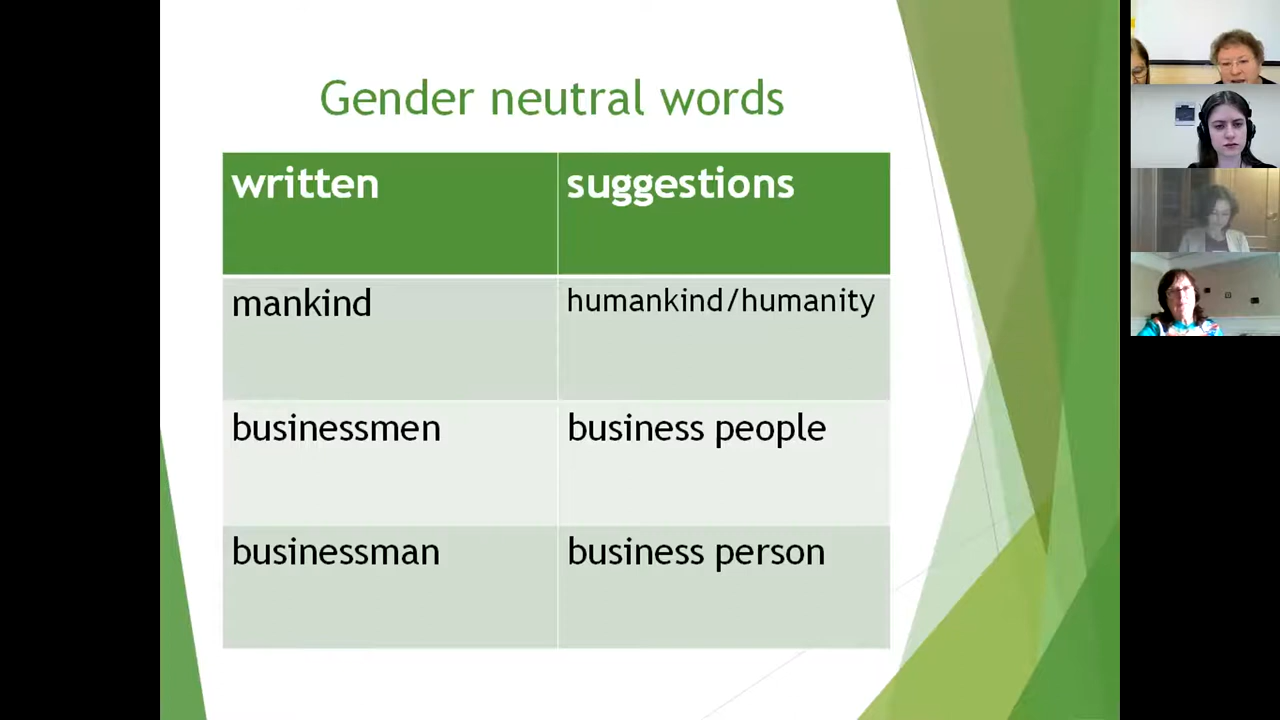 Gender neutral words
written suggestions
mankind humankind/humanity
businessmen business people
businessman business person